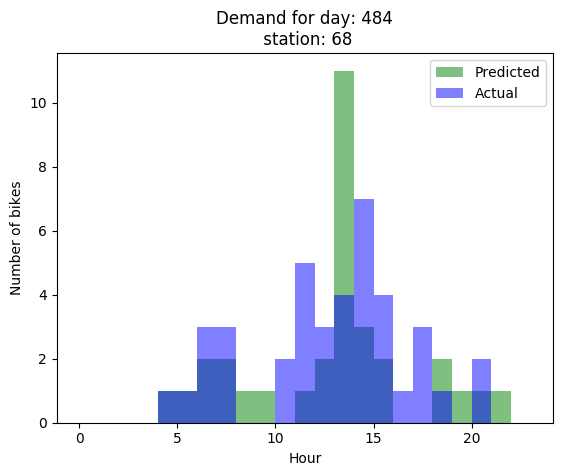 Demand for day: 484
station: 68
Predicted
Actual
10
8
6
4
2
0
Number of bikes
0 5 10 15 20
Hour